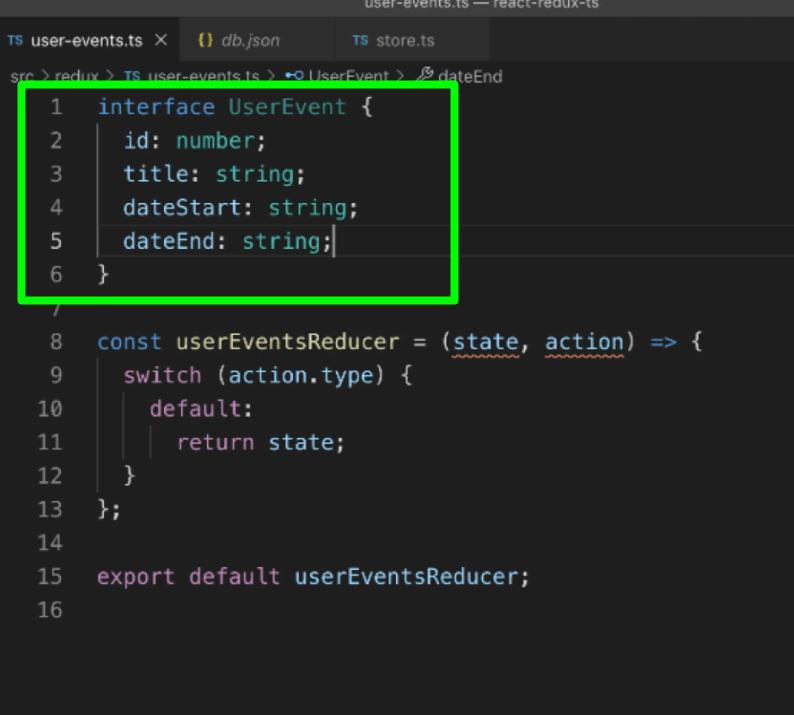 user-events.ts — react-redux-ts
TS user-events.ts × {} db.json TS store.ts
src > redux > TS user-events.ts > UserEvent > dateEnd
1 interface UserEvent {
2 id: number;
3 title: string;
4 dateStart: string;
5 dateEnd: string;
6 }
7
8 const userEventsReducer = (state, action) => {
9 switch (action.type) {
10 default:
11 return state;
12 }
13 };
14
15 export default userEventsReducer;
16